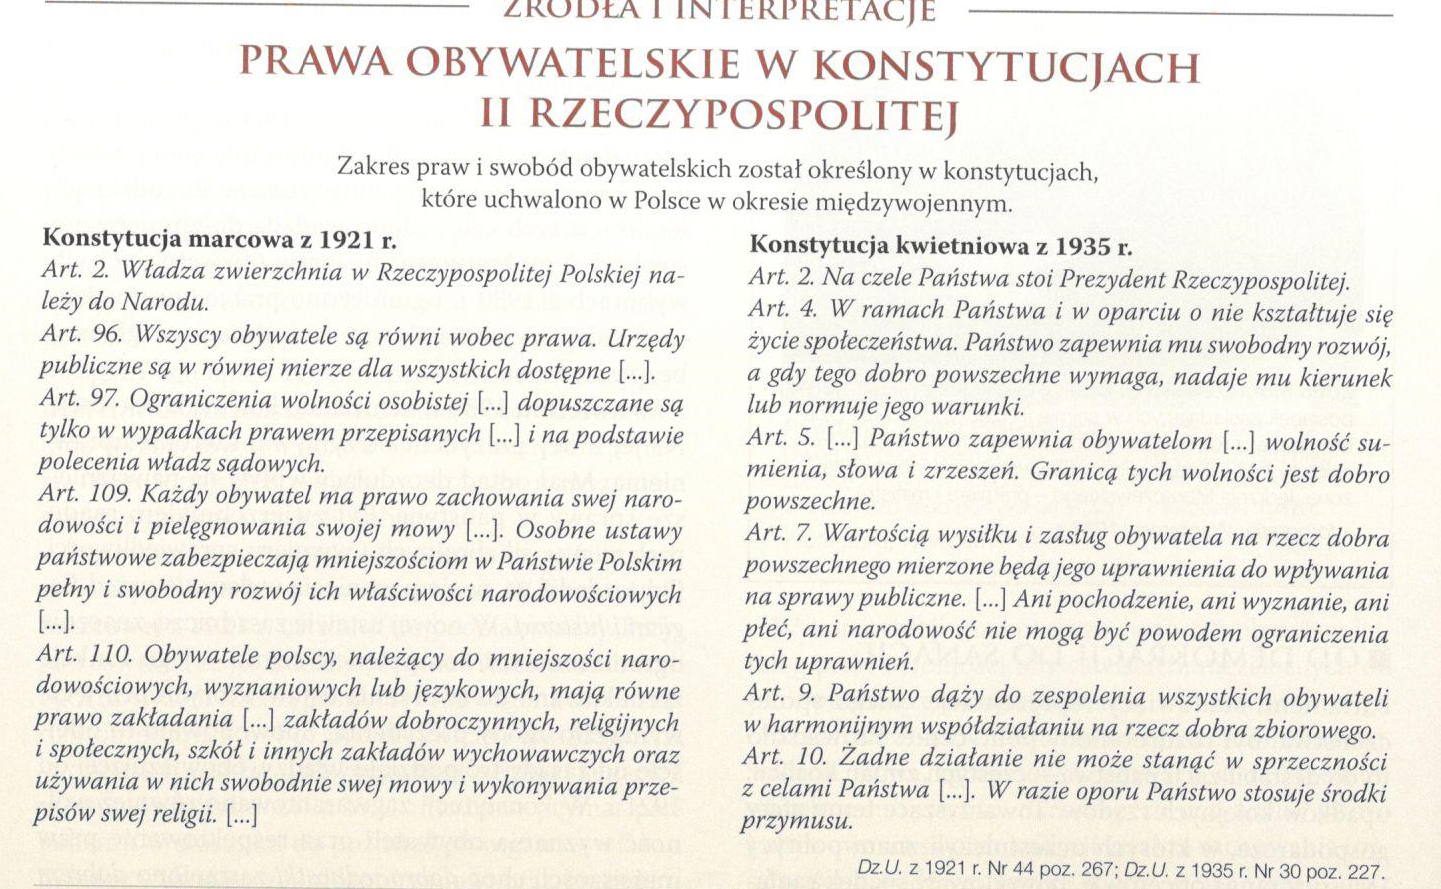 ŹRÓDŁA I INTERPRETACJE
PRAWA OBYWATELSKIE W KONSTYTUCJACH
II RZECZYPOSPOLITEJ
Zakres praw i swobód obywatelskich został określony w konstytucjach,
które uchwalono w Polsce w okresie międzywojennym.
Konstytucja marcowa z 1921 r.
Art. 2. Władza zwierzchnia w Rzeczypospolitej Polskiej na-
leży do Narodu.
Art. 96. Wszyscy obywatele są równi wobec prawa. Urzędy
publiczne są w równej mierze dla wszystkich dostępne [...].
Art. 97. Ograniczenia wolności osobistej [...] dopuszczane są
tylko w wypadkach prawem przepisanych [...] i na podstawie
polecenia władz sądowych.
Art. 109. Każdy obywatel ma prawo zachowania swej naro-
dowości i pielęgnowania swojej mowy [...]. Osobne ustawy
państwowe zabezpieczają mniejszościom w Państwie Polskim
pełny i swobodny rozwój ich właściwości narodowościowych
[...].
Art. 110. Obywatele polscy, należący do mniejszości naro-
dowościowych, wyznaniowych lub językowych, mają równe
prawo zakładania [...] zakładów dobroczynnych, religijnych
i społecznych, szkół i innych zakładów wychowawczych oraz
używania w nich swobodnie swej mowy i wykonywania prze-
pisów swej religii. [...]
Konstytucja kwietniowa z 1935 r.
Art. 2. Na czele Państwa stoi Prezydent Rzeczypospolitej.
Art. 4. W ramach Państwa i w oparciu o nie kształtuje się
życie społeczeństwa. Państwo zapewnia mu swobodny rozwój,
a gdy tego dobro powszechne wymaga, nadaje mu kierunek
lub normuje jego warunki.
Art. 5. [...] Państwo zapewnia obywatelom [...] wolność su-
mienia, słowa i zrzeszeń. Granicą tych wolności jest dobro
powszechne.
Art. 7. Wartością wysiłku i zasług obywatela na rzecz dobra
powszechnego mierzone będą jego uprawnienia do wpływania
na sprawy publiczne. [...] Ani pochodzenie, ani wyznanie, ani
płeć, ani narodowość nie mogą być powodem ograniczenia
tych uprawnień.
Art. 9. Państwo dąży do zespolenia wszystkich obywateli
w harmonijnym współdziałaniu na rzecz dobra zbiorowego.
Art. 10. Żadne działanie nie może stanąć w sprzeczności
z celami Państwa [...]. W razie oporu Państwo stosuje środki
przymusu.
Dz.U. z 1921 r. Nr 44 poz. 267; Dz.U. z 1935 r. Nr 30 poz. 227.